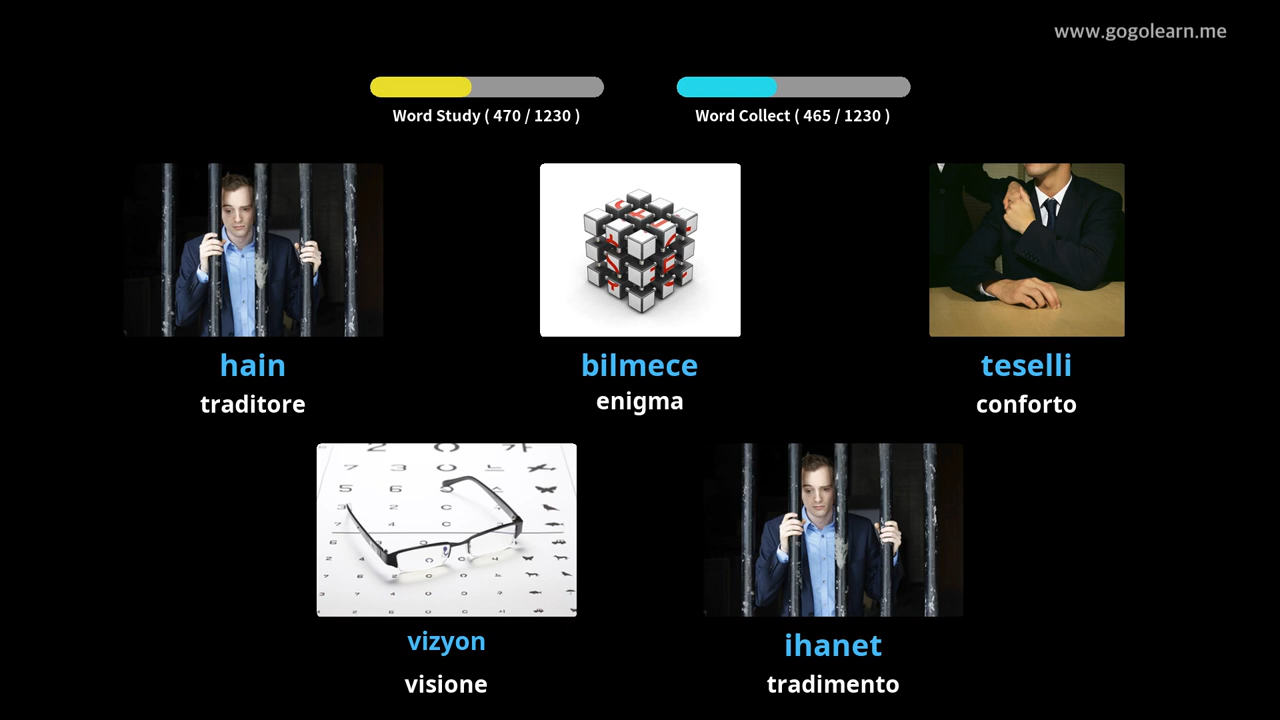 www.gogolearn.me
Word Study ( 470 / 1230 )
Word Collect ( 465 / 1230 )
hain
traditore
bilmece
enigma
teselli
conforto
vizyon
visione
ihanet
tradimento